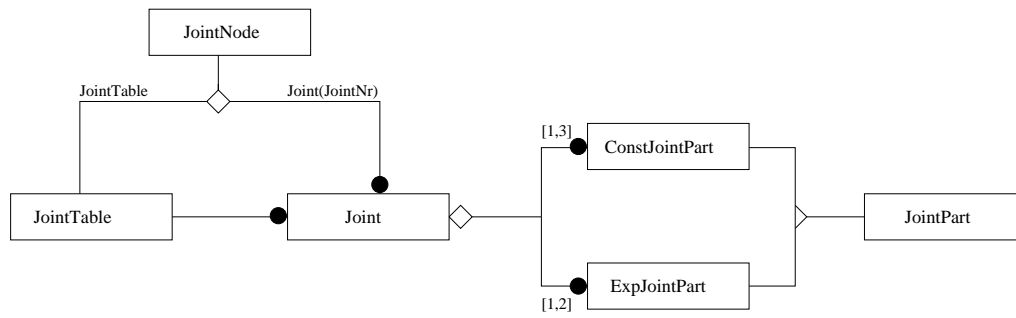 JointNode
JointTable
Joint(JointNr)
[1,3]
ConstJointPart
JointTable
Joint
JointPart
ExpJointPart
[1,2]